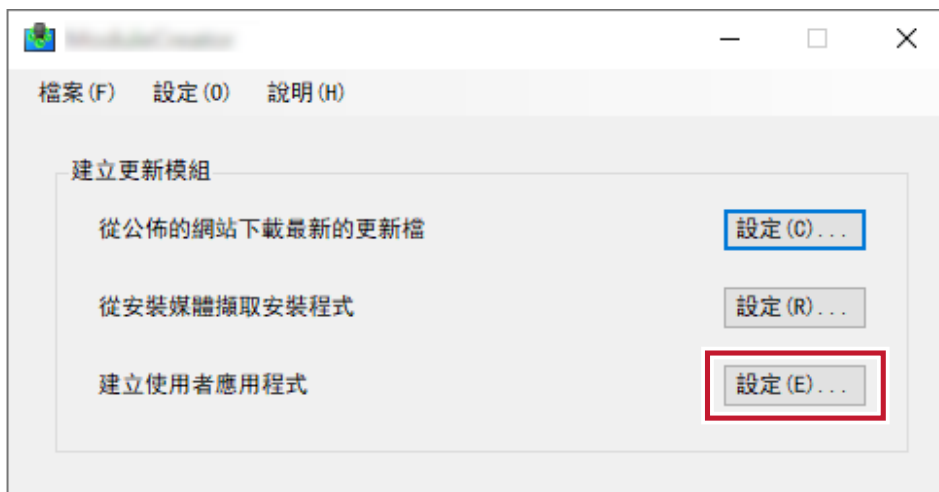 檔案(F) 設定(O) 說明(H)
建立更新模組
從公佈的網站下載最新的更新檔 設定(C)...
從安裝媒體擷取安裝程式 設定(R)...
建立使用者應用程式 設定(E)...